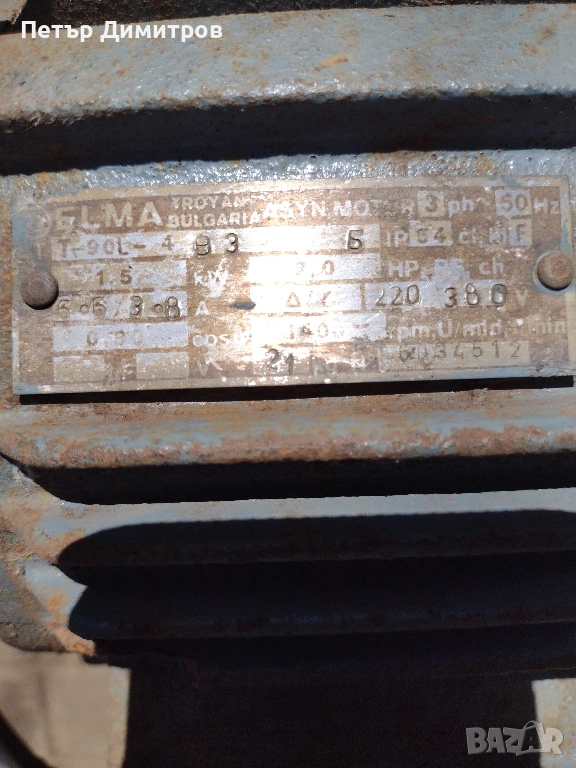 Петър Димитров
ELMA TROYAN BULGARIA ASYN MOTOR 3 ph 50 Hz
T-90L-4 B3 Б IP 54 cl F
1.5 kW 2.0 HP ch
6.6/3.8 A Δ/Y 220 380 V
cos rpm,U/min
21
BAZAR